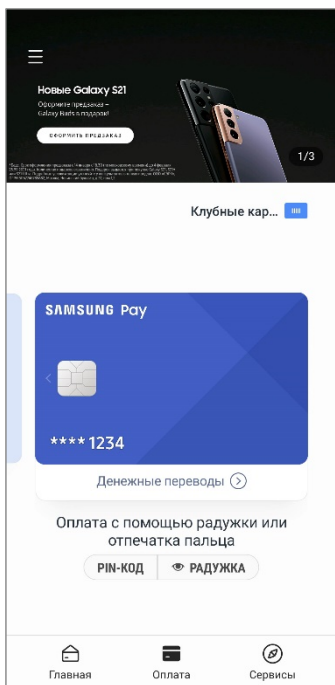 Новые Galaxy S21
Оформите предзаказ –
Galaxy Buds в подарок!
ОФОРМИТЬ ПРЕДЗАКАЗ
1/3
Клубные кар...
SAMSUNG Pay
****1234
Денежные переводы
Оплата с помощью радужки или
отпечатка пальца
PIN-КОД
РАДУЖКА
Главная
Оплата
Сервисы